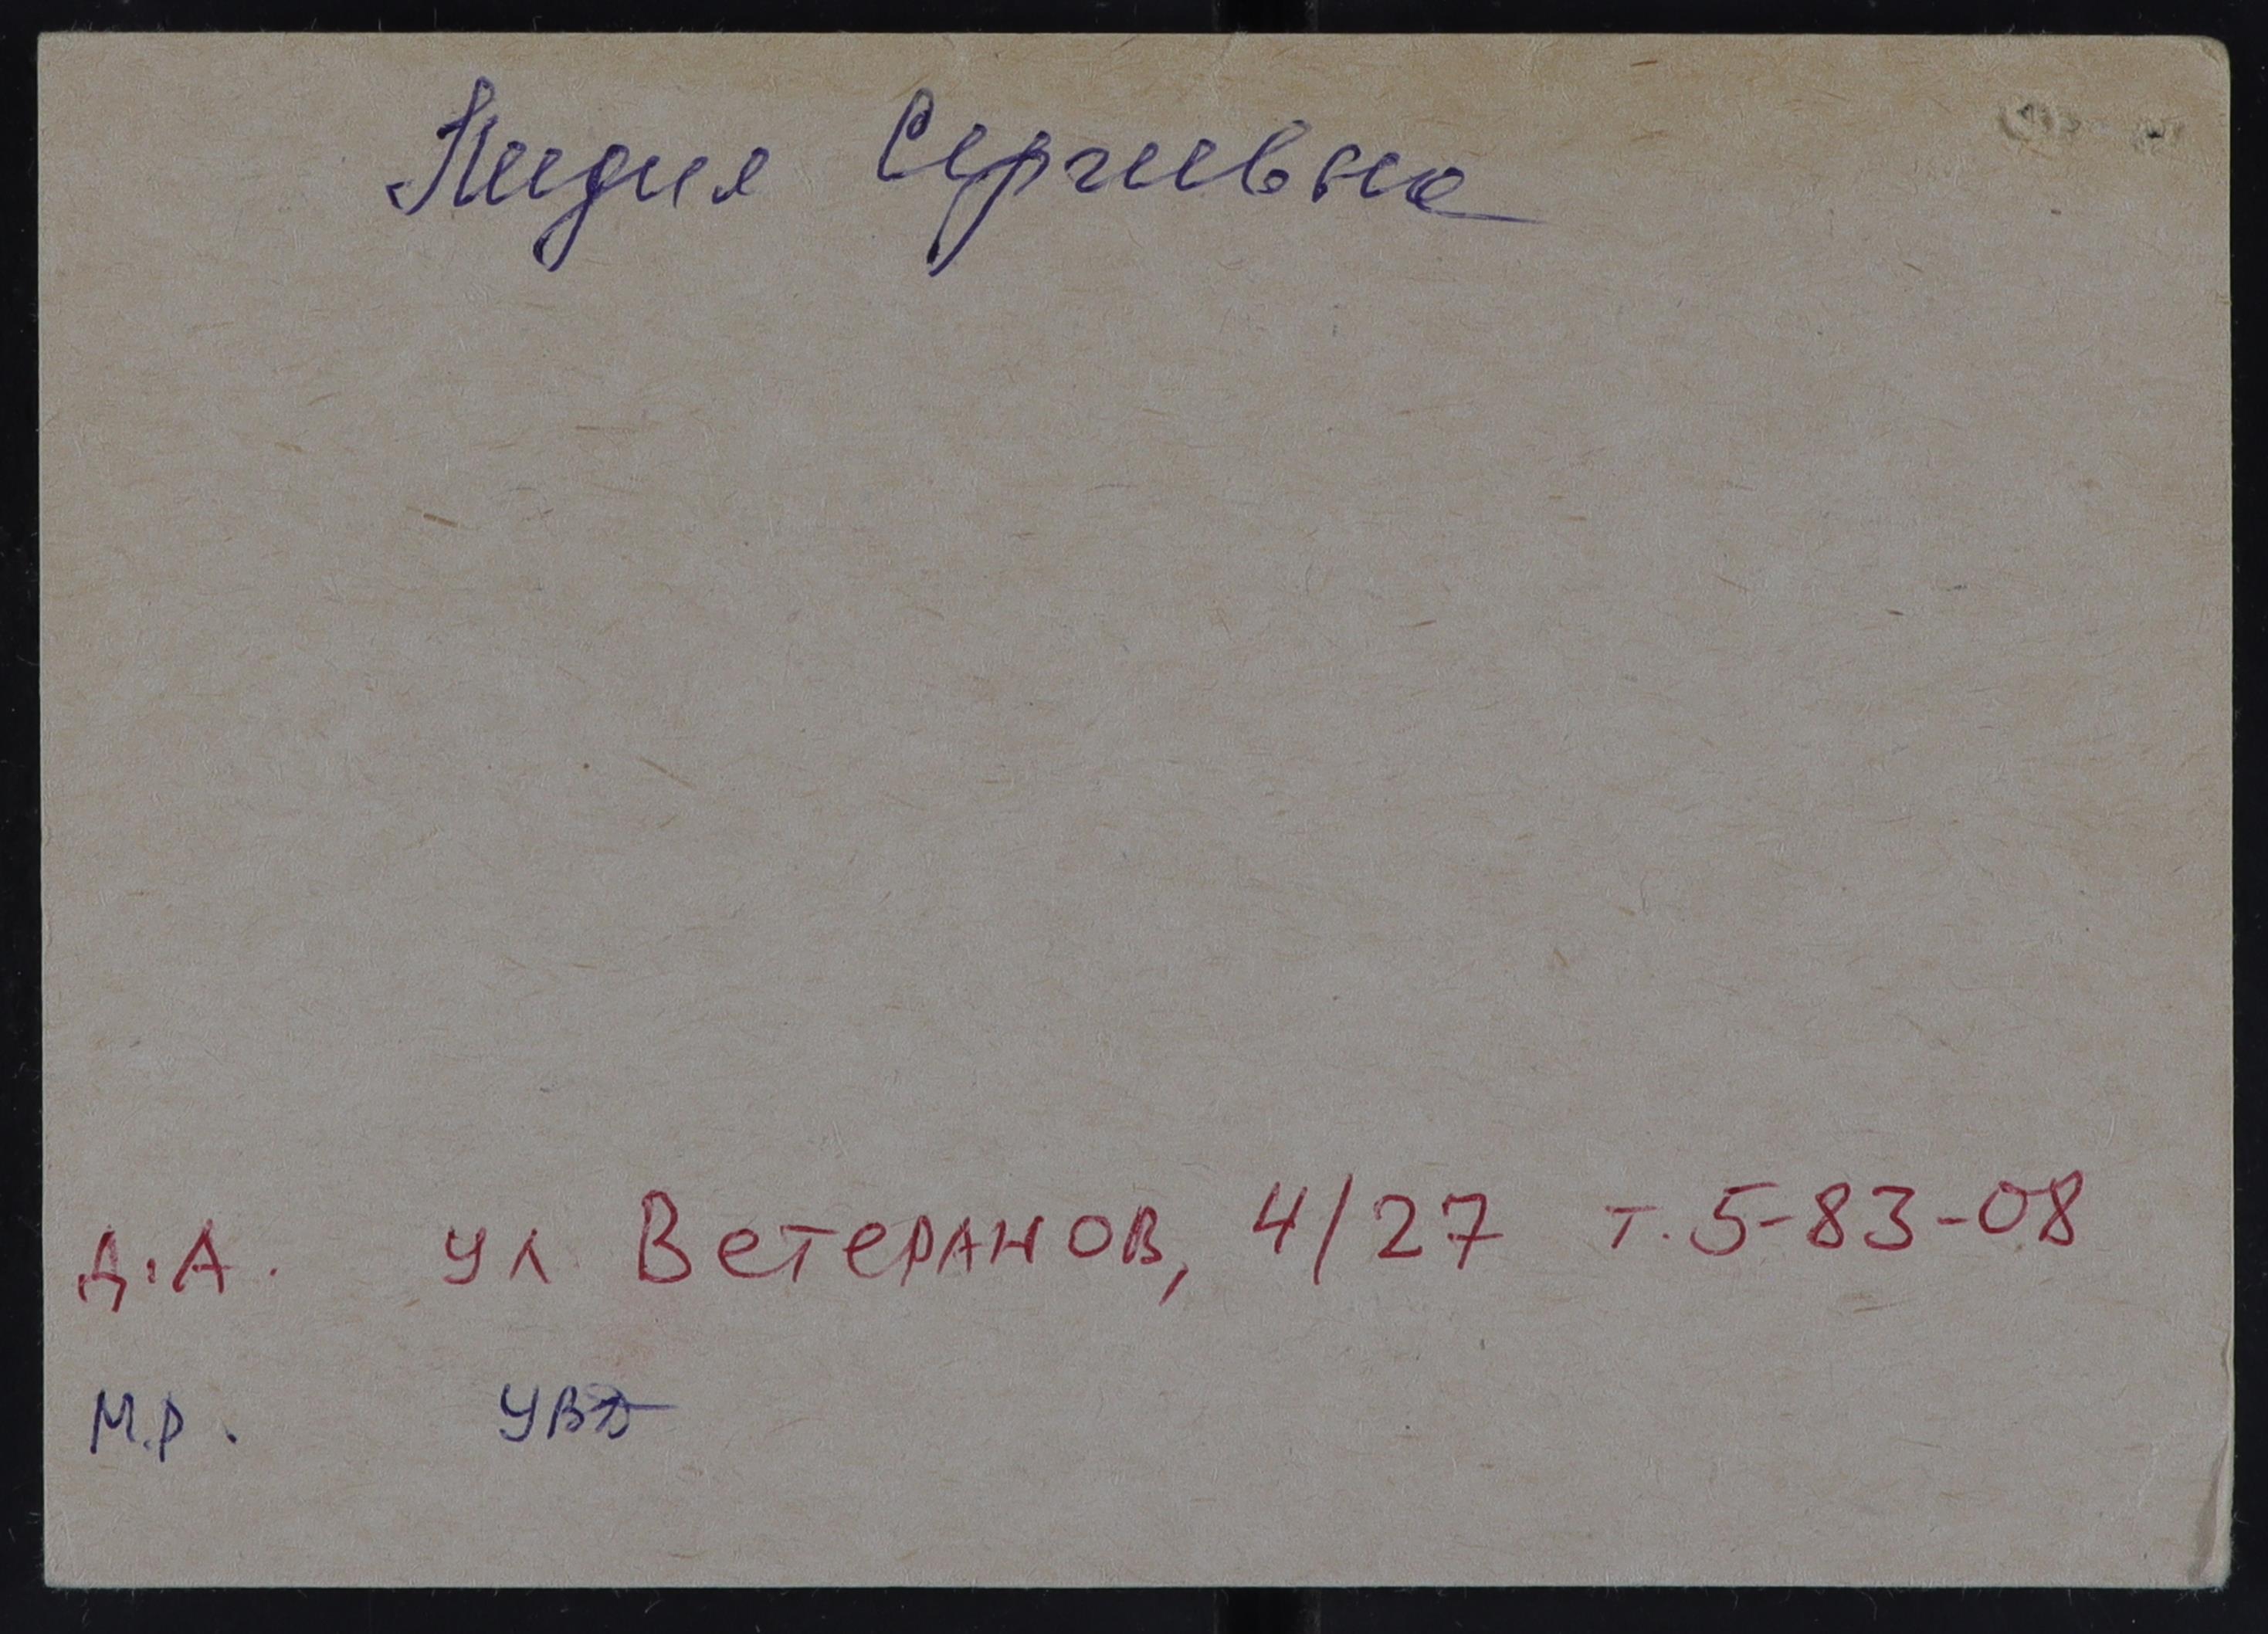 Лидия Сергеевна
Д.А. ул Ветеранов, 4/27 т. 5-83-08
М.р. УВД